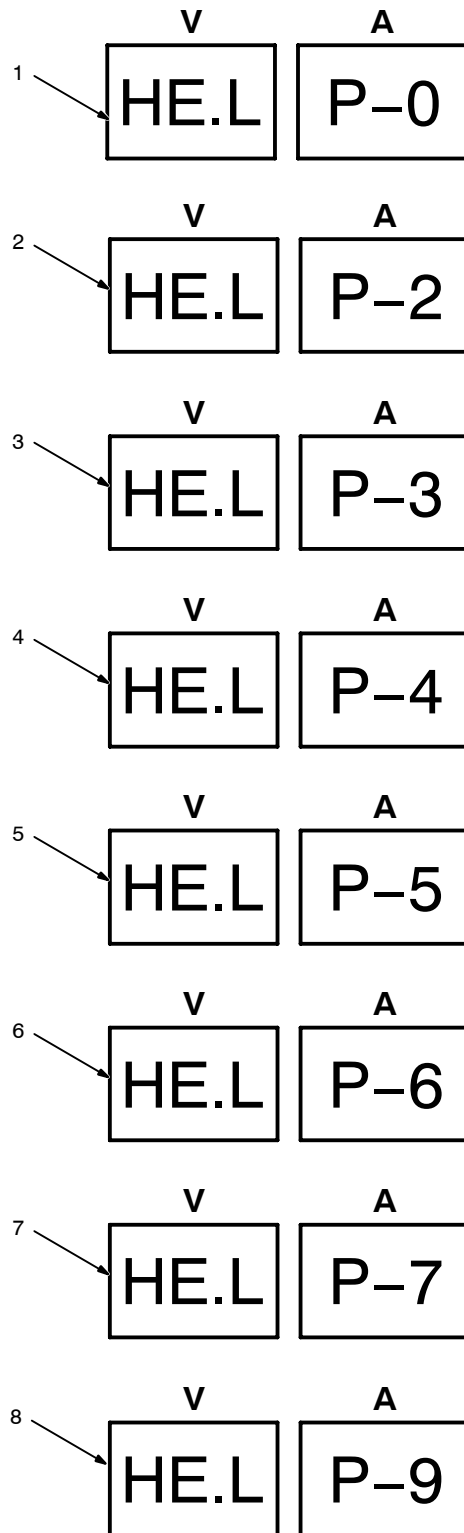 V A
1 HE.L P–0
V A
2 HE.L P–2
V A
3 HE.L P–3
V A
4 HE.L P–4
V A
5 HE.L P–5
V A
6 HE.L P–6
V A
7 HE.L P–7
V A
8 HE.L P–9